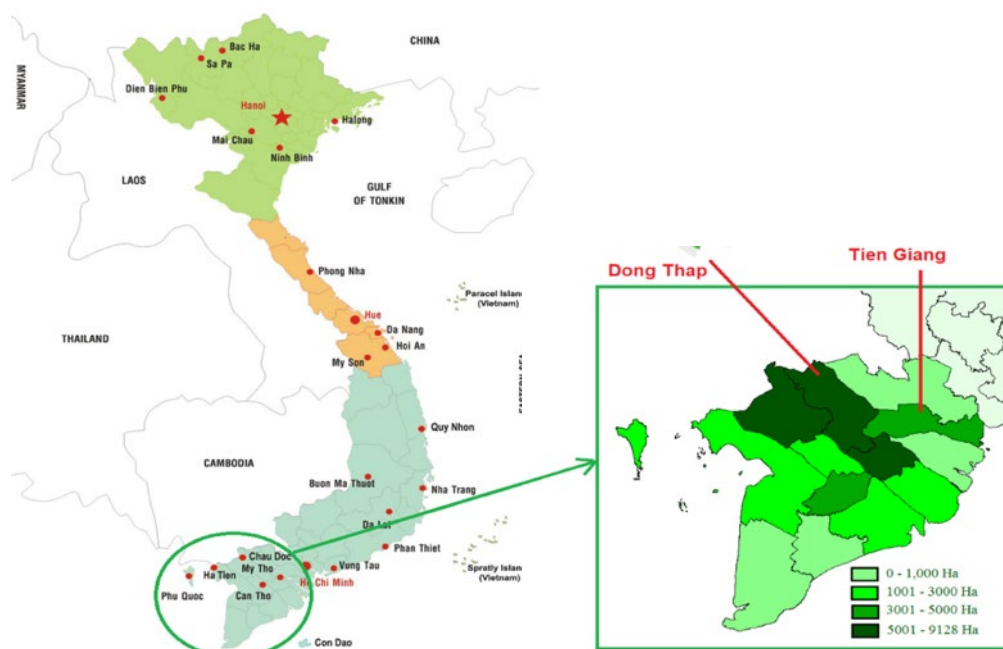 Bac Ha
CHINA
Sa Pa
MYANMAR
Dien Bien Phu
Hanoi
Halong
Mai Chau
Ninh Binh
LAOS
GULF
OF TONKIN
Phong Nha
Paracel Island
(Vietnam)
Hue
Da Nang
Hoi An
THAILAND
My Son
Quy Nhon
CAMBODIA
Buon Ma Thuot
Nha Trang
Phan Thiet
Spratly Island
(Vietnam)
Chau Doc
My Tho
Ha Tien
Vung Tau
Chi Minh
Phu Quoc
Can Tho
Con Dao
Tien Giang
Dong Thap
0 - 1,000 Ha
1001 - 3000 Ha
3001 - 5000 Ha
5001 - 9128 Ha